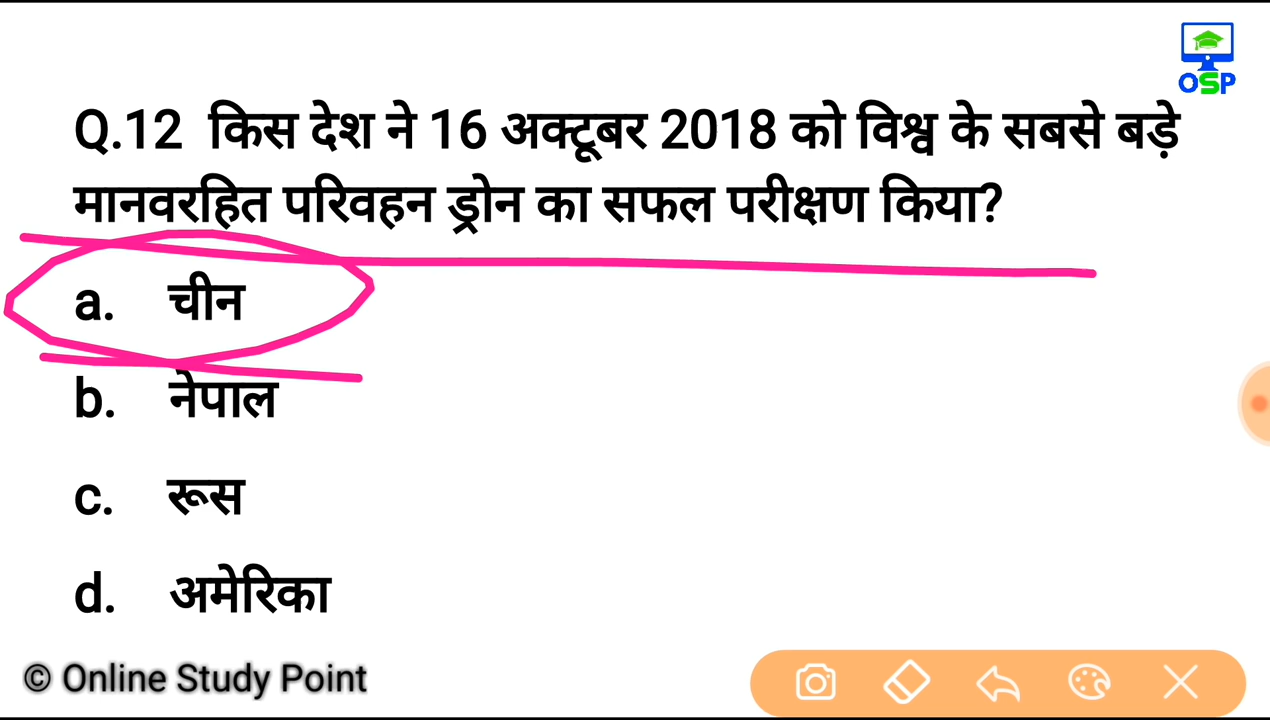 OSP
Q.12 किस देश ने 16 अक्टूबर 2018 को विश्व के सबसे बड़े
मानवरहित परिवहन ड्रोन का सफल परीक्षण किया?
a. चीन
b. नेपाल
c. रूस
d. अमेरिका
© Online Study Point